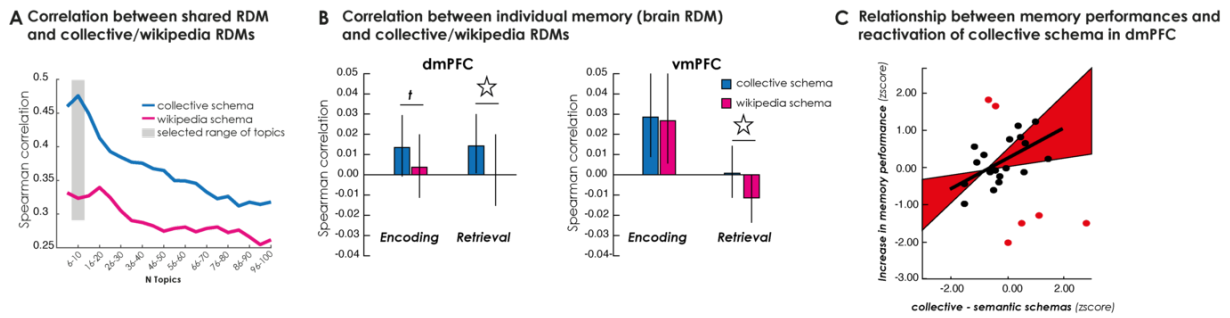 A Correlation between shared RDM
and collective/wikipedia RDMs
0.5
0.45
0.4
0.35
0.3
0.25
Spearman correlation
collective schema
wikipedia schema
selected range of topics
6-10
16-20
26-30
36-40
46-50
56-60
66-70
76-80
86-90
96-100
N Topics
B Correlation between individual memory (brain RDM)
and collective/wikipedia RDMs
dmPFC
0.05
0.04
0.03
0.02
0.01
0
-0.01
-0.02
-0.03
-0.04
Spearman correlation
t
Encoding
Retrieval
vmPFC
0.05
0.04
0.03
0.02
0.01
0
-0.01
-0.02
-0.03
-0.04
Spearman correlation
collective schema
wikipedia schema
Encoding
Retrieval
C Relationship between memory performances and
reactivation of collective schema in dmPFC
Increase in memory performance (zscore)
2.00
1.00
0.00
-1.00
-2.00
-3.00
-2.00
0.00
2.00
collective - semantic schemas (zscore)